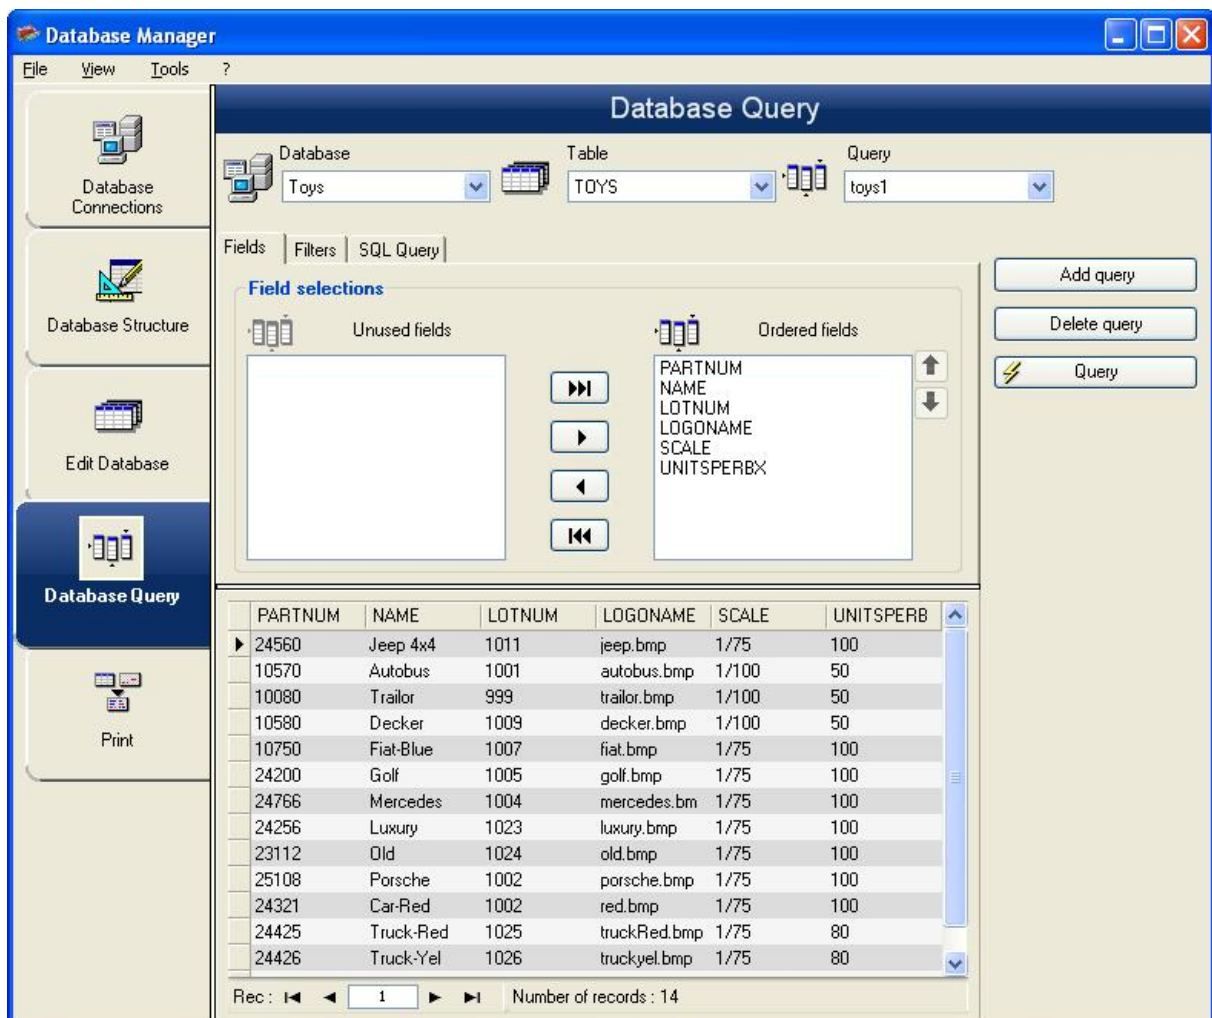 Database Manager
File View Tools ?
Database Query
Database Connections
Database Structure
Edit Database
Database Query
Print
Database Table Query
Toys TOYS toys1
Fields Filters SQL Query
Field selections
Unused fields Ordered fields
PARTNUM
NAME
LOTNUM
LOGONAME
SCALE
UNITSPERBX
Add query
Delete query
Query
PARTNUM NAME LOTNUM LOGONAME SCALE UNITSPERB
24560 Jeep 4x4 1011 jeep.bmp 1/75 100
10570 Autobus 1001 autobus.bmp 1/100 50
10080 Trailor 999 trailor.bmp 1/100 50
10580 Decker 1009 decker.bmp 1/100 50
10750 Fiat-Blue 1007 fiat.bmp 1/75 100
24200 Golf 1005 golf.bmp 1/75 100
24766 Mercedes 1004 mercedes.bm 1/75 100
24256 Luxury 1023 luxury.bmp 1/75 100
23112 Old 1024 old.bmp 1/75 100
25108 Porsche 1002 porsche.bmp 1/75 100
24321 Car-Red 1002 red.bmp 1/75 100
24425 Truck-Red 1025 truckRed.bmp 1/75 80
24426 Truck-Yel 1026 truckyel.bmp 1/75 80
Rec : 1 Number of records : 14